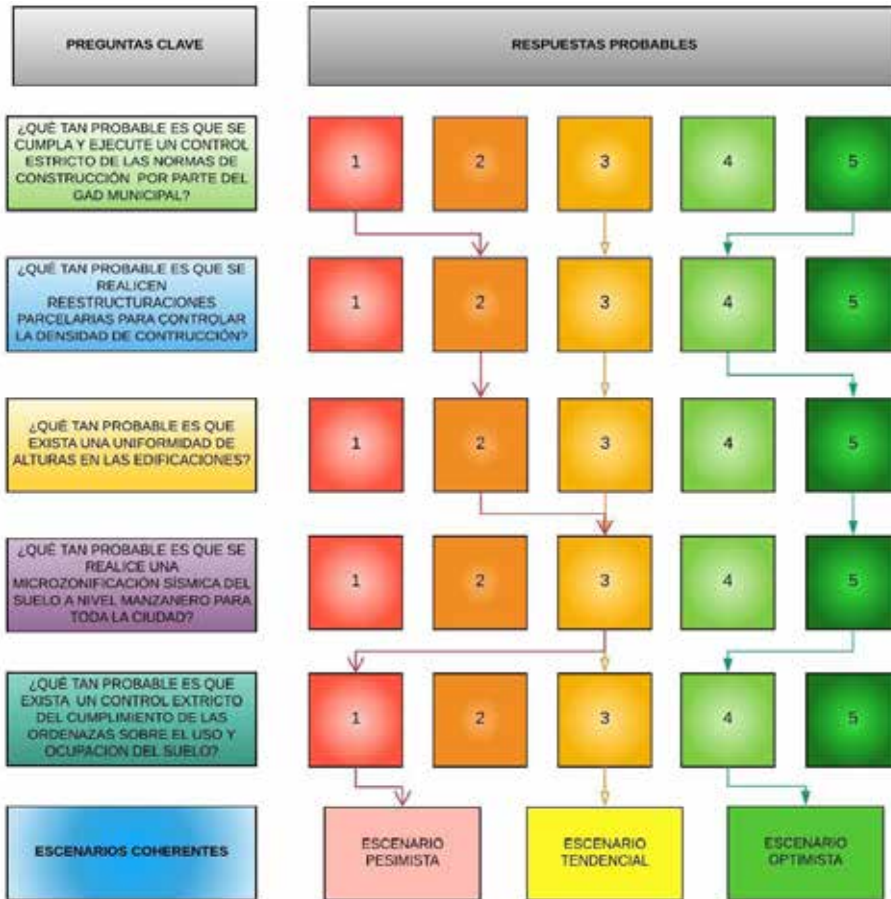 PREGUNTAS CLAVE
RESPUESTAS PROBABLES
¿QUÉ TAN PROBABLE ES QUE SE
CUMPLA Y EJECUTE UN CONTROL
ESTRICTO DE LAS NORMAS DE
CONSTRUCCIÓN POR PARTE DEL
GAD MUNICIPAL?
1 2 3 4 5
¿QUÉ TAN PROBABLE ES QUE SE
REALICEN
REESTRUCTURACIONES
PARCELARIAS PARA CONTROLAR
LA DENSIDAD DE CONTRUCCIÓN?
1 2 3 4 5
¿QUÉ TAN PROBABLE ES QUE
EXISTA UNA UNIFORMIDAD DE
ALTURAS EN LAS EDIFICACIONES?
1 2 3 4 5
¿QUÉ TAN PROBABLE ES QUE SE
REALICE UNA
MICROZONIFICACIÓN SÍSMICA DEL
SUELO A NIVEL MANZANERO PARA
TODA LA CIUDAD?
1 2 3 4 5
¿QUÉ TAN PROBABLE ES QUE
EXISTA UN CONTROL EXTRICTO
DEL CUMPLIMIENTO DE LAS
ORDENAZAS SOBRE EL USO Y
OCUPACION DEL SUELO?
1 2 3 4 5
ESCENARIOS COHERENTES
ESCENARIO
PESIMISTA
ESCENARIO
TENDENCIAL
ESCENARIO
OPTIMISTA